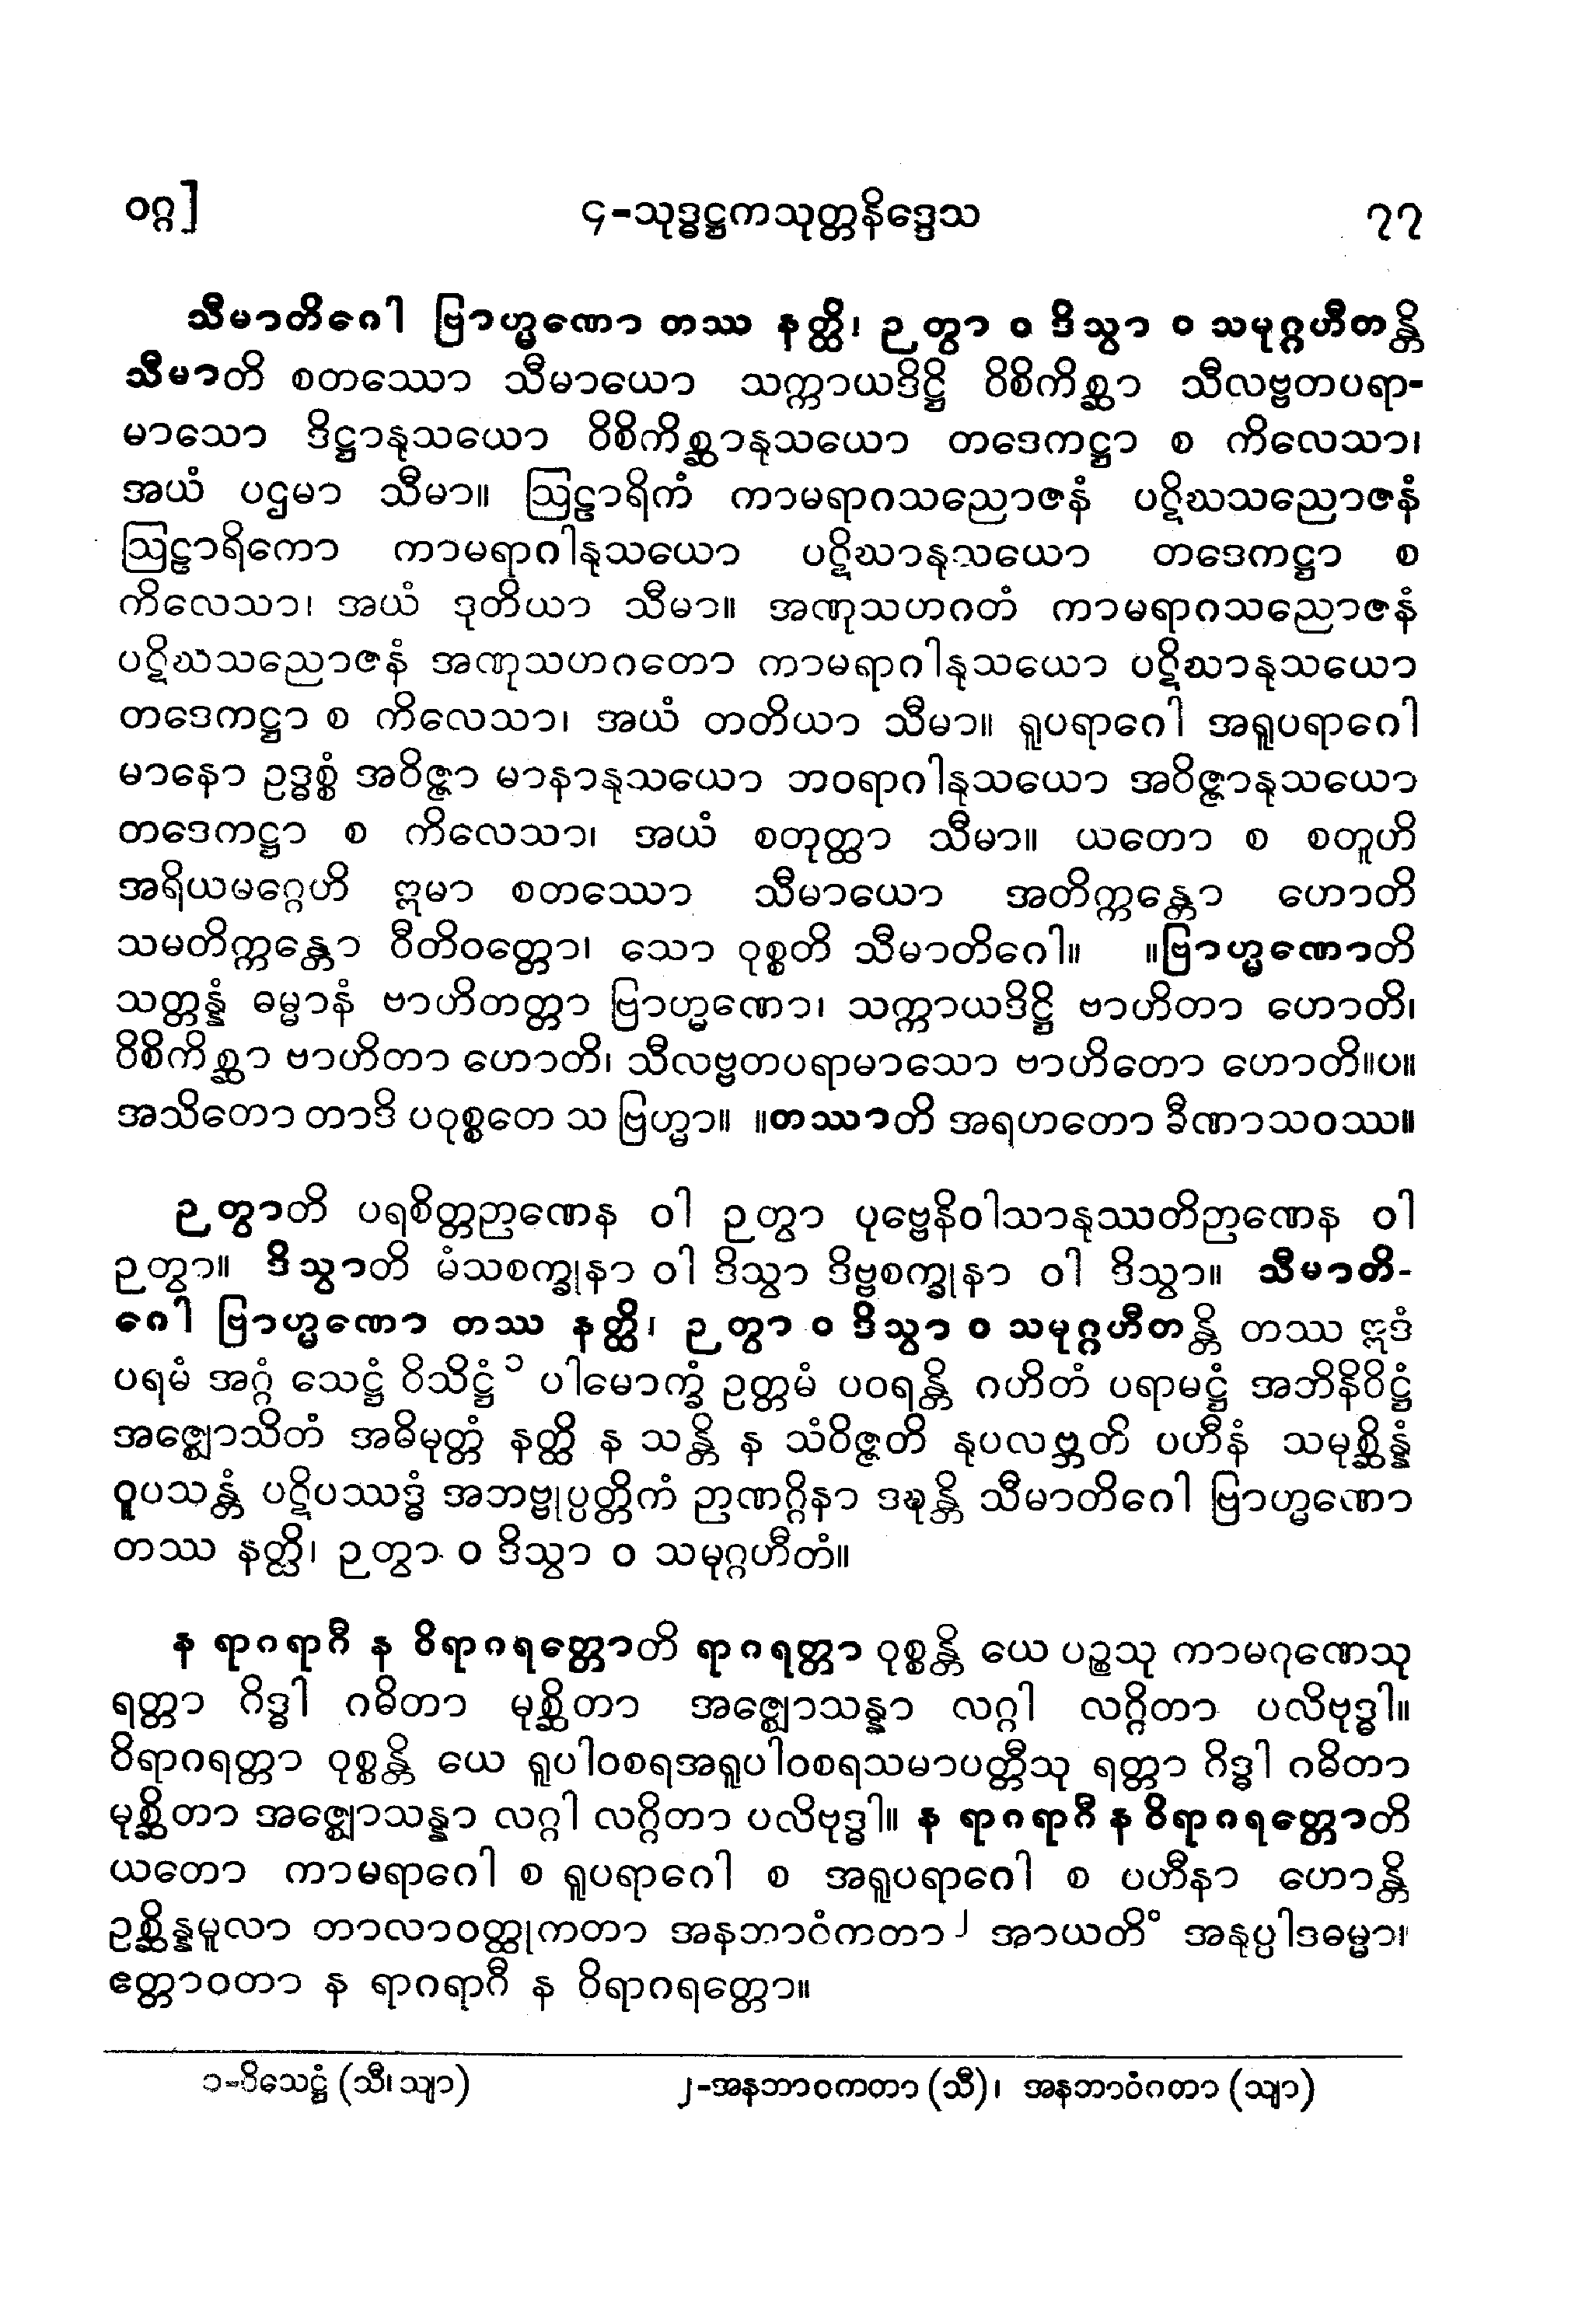 ဝဂ္ဂ] ၄-သုဒ္ဓဋ္ဌကသုတ္တနိဒ္ဒေသ ၇၇
သီမာတိဂေါ ဗြာဟ္မဏော တဿ နတ္ထိ၊ ဉတွာ ဝ ဒိသွာ ဝ သမုဂ္ဂဟီတန္တိ
သီမာတိ စတဿော သီမာယော သက္ကာယဒိဋ္ဌိ ဝိစိကိစ္ဆာ သီလဗ္ဗတပရာ-
မာသော ဒိဋ္ဌာနုသယော ဝိစိကိစ္ဆာနုသယော တဒေကဋ္ဌာ စ ကိလေသာ၊
အယံ ပဌမာ သီမာ။ ဩဠာရိကံ ကာမရာဂသညောဇနံ ပဋိဃသညောဇနံ
ဩဠာရိကော ကာမရာဂါနုသယော ပဋိဃာနုသယော တဒေကဋ္ဌာ စ
ကိလေသာ၊ အယံ ဒုတိယာ သီမာ။ အဏုသဟဂတံ ကာမရာဂသညောဇနံ
ပဋိဃသညောဇနံ အဏုသဟဂတော ကာမရာဂါနုသယော ပဋိဃာနုသယော
တဒေကဋ္ဌာ စ ကိလေသာ၊ အယံ တတိယာ သီမာ။ ရူပရာဂေါ အရူပရာဂေါ
မာနော ဥဒ္ဓစ္စံ အဝိဇ္ဇာ မာနာနုသယော ဘဝရာဂါနုသယော အဝိဇ္ဇာနုသယော
တဒေကဋ္ဌာ စ ကိလေသာ၊ အယံ စတုတ္ထာ သီမာ။ ယတော စ စတူဟိ
အရိယမဂ္ဂေဟိ ဣမာ စတဿော သီမာယော အတိက္ကန္တော ဟောတိ
သမတိက္ကန္တော ဝီတိဝတ္တော၊ သော ဝုစ္စတိ သီမာတိဂေါ။ ။ဗြာဟ္မဏောတိ
သတ္တန္နံ ဓမ္မာနံ ဗာဟိတတ္တာ ဗြာဟ္မဏော၊ သက္ကာယဒိဋ္ဌိ ဗာဟိတာ ဟောတိ၊
ဝိစိကိစ္ဆာ ဗာဟိတာ ဟောတိ၊ သီလဗ္ဗတပရာမာသော ဗာဟိတော ဟောတိ။ပ။
အသိတော တာဒိ ပဝုစ္စတေ သ ဗြဟ္မာ။ ။တဿာတိ အရဟတော ခီဏာသဝဿ။
ဉတွာတိ ပရစိတ္တဉာဏေန ဝါ ဉတွာ ပုဗ္ဗေနိဝါသာနုဿတိဉာဏေန ဝါ
ဉတွာ။ ဒိသွာတိ မံသစက္ခုနာ ဝါ ဒိသွာ ဒိဗ္ဗစက္ခုနာ ဝါ ဒိသွာ။ သီမာတိ-
ဂေါ ဗြာဟ္မဏော တဿ နတ္ထိ၊ ဉတွာ ဝ ဒိသွာ ဝ သမုဂ္ဂဟီတန္တိ တဿ ဣဒံ
ပရမံ အဂ္ဂံ သေဋ္ဌံ ဝိသိဋ္ဌံ ၁ ပါမောက္ခံ ဥတ္တမံ ပဝရန္တိ ဂဟိတံ ပရာမဋ္ဌံ အဘိနိဝိဋ္ဌံ
အဇ္ဈောသိတံ အဓိမုတ္တံ နတ္ထိ န သန္တိ န သံဝိဇ္ဇတိ နုပလဗ္ဘတိ ပဟီနံ သမုစ္ဆိန္နံ
ဝူပသန္တံ ပဋိပဿဒ္ဓံ အဘဗ္ဗုပ္ပတ္တိကံ ဉာဏဂ္ဂိနာ ဒဍ္ဎန္တိ သီမာတိဂေါ ဗြာဟ္မဏော
တဿ နတ္ထိ၊ ဉတွာ ဝ ဒိသွာ ဝ သမုဂ္ဂဟီတံ။
န ရာဂရာဂီ န ဝိရာဂရတ္တောတိ ရာဂရတ္တာ ဝုစ္စန္တိ ယေ ပဉ္စသု ကာမဂုဏေသု
ရတ္တာ ဂိဒ္ဓါ ဂဓိတာ မုစ္ဆိတာ အဇ္ဈောသန္နာ လဂ္ဂါ လဂ္ဂိတာ ပလိဗုဒ္ဓါ။
ဝိရာဂရတ္တာ ဝုစ္စန္တိ ယေ ရူပါဝစရအရူပါဝစရသမာပတ္တီသု ရတ္တာ ဂိဒ္ဓါ ဂဓိတာ
မုစ္ဆိတာ အဇ္ဈောသန္နာ လဂ္ဂါ လဂ္ဂိတာ ပလိဗုဒ္ဓါ။ န ရာဂရာဂီ န ဝိရာဂရတ္တောတိ
ယတော ကာမရာဂေါ စ ရူပရာဂေါ စ အရူပရာဂေါ စ ပဟီနာ ဟောန္တိ
ဥစ္ဆိန္နမူလာ တာလာဝတ္ထုကတာ အနဘာဝံကတာ ၂ အာယတိံ အနုပ္ပါဒဓမ္မာ၊
ဧတ္တာဝတာ န ရာဂရာဂီ န ဝိရာဂရတ္တော။
၁-ဝိသေဋ္ဌံ (သီ၊ သျာ) ၂-အနဘာဝကတာ (သီ)၊ အနဘာဝံဂတာ (သျာ)